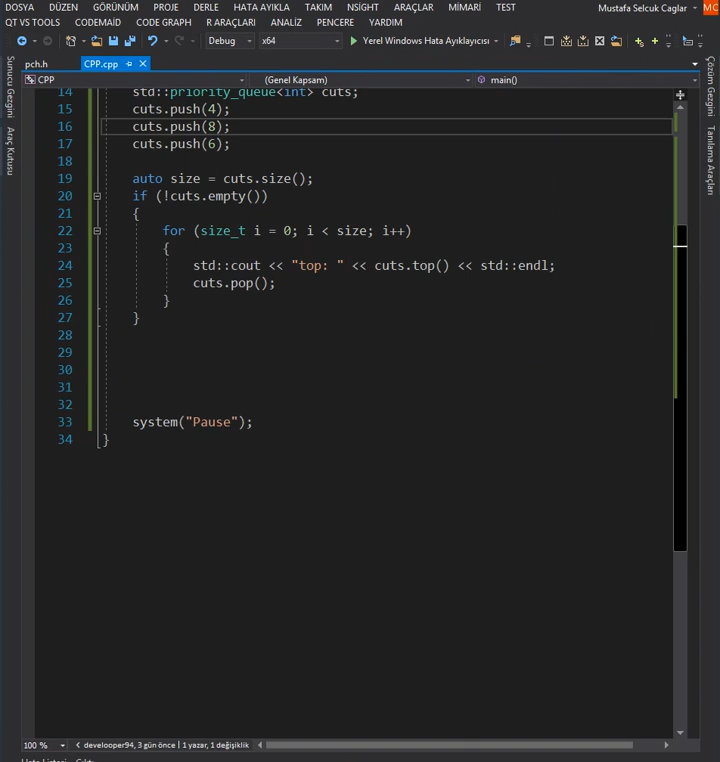 DOSYA DÜZEN GÖRÜNÜM PROJE DERLE HATA AYIKLA TAKIM NSİGHT ARAÇLAR MİMARİ TEST Mustafa Selcuk Caglar MC
QT VS TOOLS CODEMAID CODE GRAPH R ARAÇLARI ANALİZ PENCERE YARDIM
Debug x64 Yerel Windows Hata Ayıklayıcısı
pch.h CPP.cpp
CPP (Genel Kapsam) main()
Sunucu Gezgini
Araç Kutusu
Çözüm Gezgini
Tanılama Araçları
14 std::priority_queue<int> cuts;
15 cuts.push(4);
16 cuts.push(8);
17 cuts.push(6);
18
19 auto size = cuts.size();
20 if (!cuts.empty())
21 {
22 for (size_t i = 0; i < size; i++)
23 {
24 std::cout << "top: " << cuts.top() << std::endl;
25 cuts.pop();
26 }
27 }
28
29
30
31
32
33 system("Pause");
34 }
100 % develooper94, 3 gün önce | 1 yazar, 1 değişiklik
Hata Listesi Çıktı